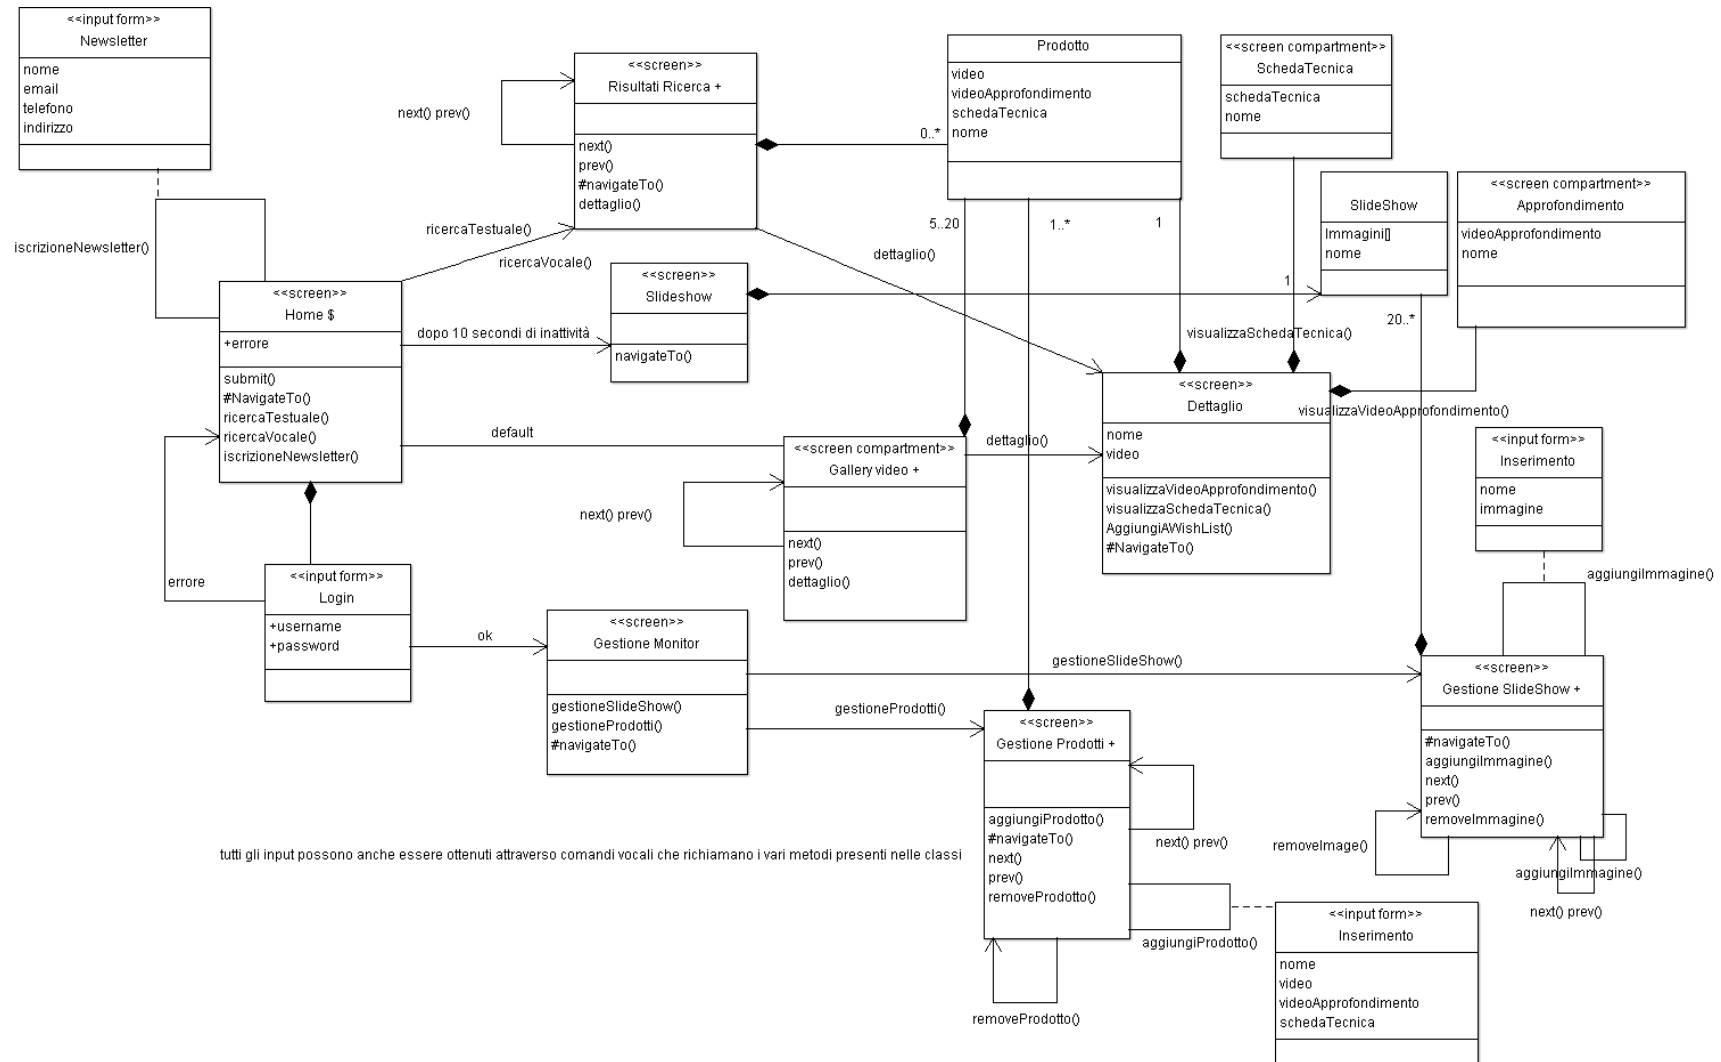 <<input form>>
Newsletter
nome
email
telefono
indirizzo
iscrizioneNewsletter()
<<screen>>
Risultati Ricerca +
next()
prev()
#navigateTo()
dettaglio()
next() prev()
Prodotto
video
videoApprofondimento
schedaTecnica
nome
0..*
5..20
1..*
1
<<screen compartment>>
SchedaTecnica
schedaTecnica
nome
SlideShow
Immagini[]
nome
1
20..*
<<screen compartment>>
Approfondimento
videoApprofondimento
nome
ricercaTestuale()
ricercaVocale()
dettaglio()
<<screen>>
Home $
+errore
submit()
#NavigateTo()
ricercaTestuale()
ricercaVocale()
iscrizioneNewsletter()
<<screen>>
Slideshow
navigateTo()
dopo 10 secondi di inattività
default
visualizzaSchedaTecnica()
visualizzaVideoApprofondimento()
<<screen>>
Dettaglio
nome
video
visualizzaVideoApprofondimento()
visualizzaSchedaTecnica()
AggiungiAWishList()
#NavigateTo()
<<screen compartment>>
Gallery video +
next()
prev()
dettaglio()
dettaglio()
next() prev()
<<input form>>
Inserimento
nome
immagine
aggiungiImmagine()
errore
<<input form>>
Login
+username
+password
ok
<<screen>>
Gestione Monitor
gestioneSlideShow()
gestioneProdotti()
#navigateTo()
gestioneSlideShow()
gestioneProdotti()
<<screen>>
Gestione Prodotti +
aggiungiProdotto()
#navigateTo()
next()
prev()
removeProdotto()
next() prev()
aggiungiProdotto()
removeProdotto()
<<screen>>
Gestione SlideShow +
#navigateTo()
aggiungiImmagine()
next()
prev()
removeImmagine()
removeImage()
aggiungiImmagine()
next() prev()
tutti gli input possono anche essere ottenuti attraverso comandi vocali che richiamano i vari metodi presenti nelle classi
<<input form>>
Inserimento
nome
video
videoApprofondimento
schedaTecnica